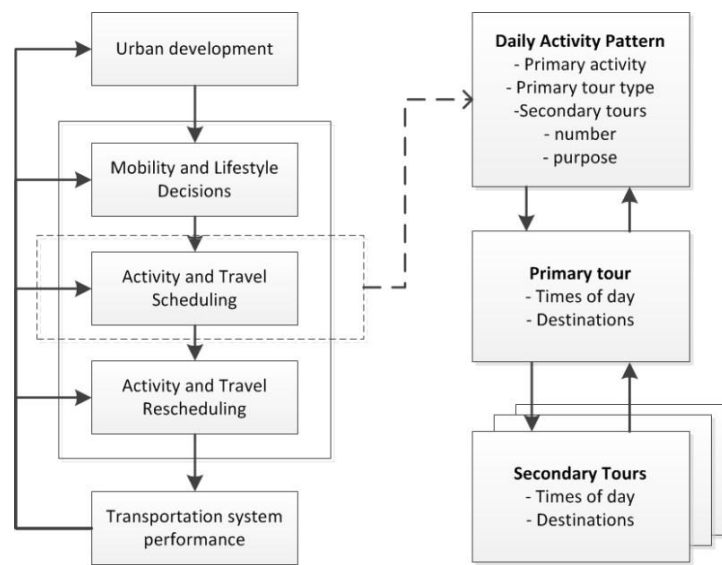 Urban development
Mobility and Lifestyle
Decisions
Activity and Travel
Scheduling
Activity and Travel
Rescheduling
Transportation system
performance
Daily Activity Pattern
- Primary activity
- Primary tour type
-Secondary tours
- number
- purpose
Primary tour
- Times of day
- Destinations
Secondary Tours
- Times of day
- Destinations